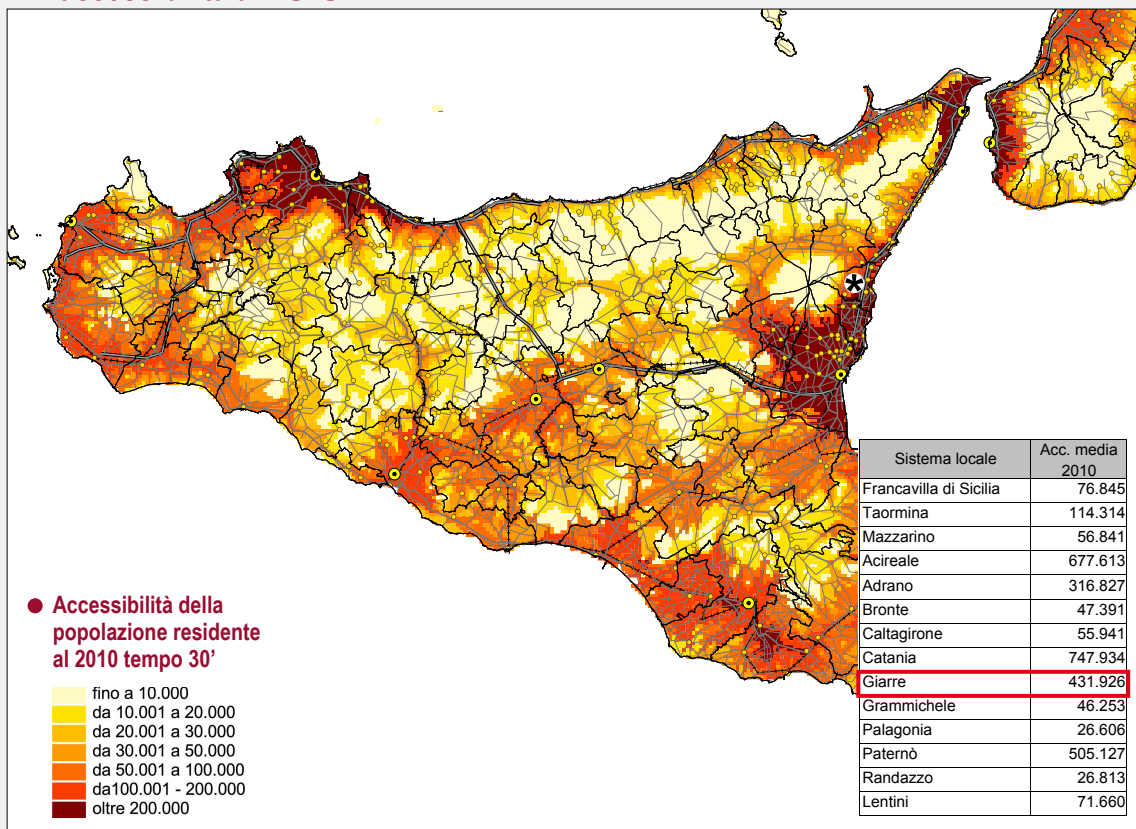 Accessibilità della
popolazione residente
al 2010 tempo 30’
fino a 10.000
da 10.001 a 20.000
da 20.001 a 30.000
da 30.001 a 50.000
da 50.001 a 100.000
da100.001 - 200.000
oltre 200.000
Sistema locale Acc. media 2010
Francavilla di Sicilia 76.845
Taormina 114.314
Mazzarino 56.841
Acireale 677.613
Adrano 316.827
Bronte 47.391
Caltagirone 55.941
Catania 747.934
Giarre 431.926
Grammichele 46.253
Palagonia 26.606
Paternò 505.127
Randazzo 26.813
Lentini 71.660